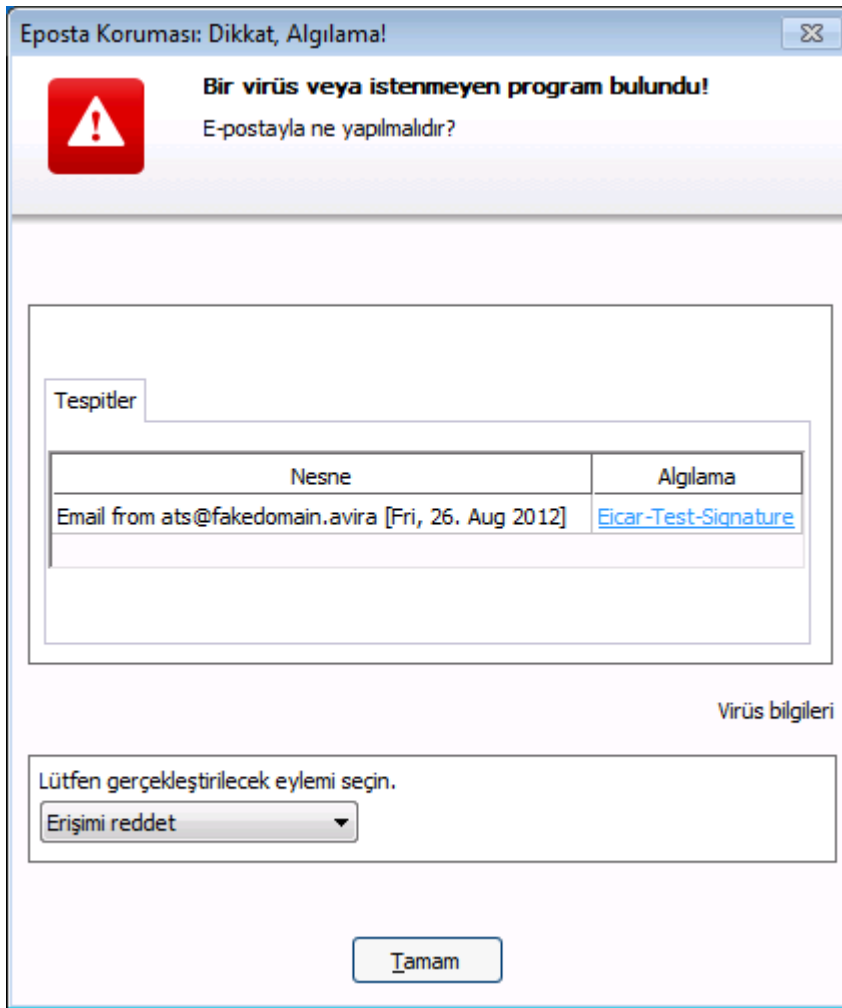 Eposta Koruması: Dikkat, Algılama!
Bir virüs veya istenmeyen program bulundu!
E-postayla ne yapılmalıdır?
Tespitler
Nesne Algılama
Email from ats@fakedomain.avira [Fri, 26. Aug 2012] Eicar-Test-Signature
Virüs bilgileri
Lütfen gerçekleştirilecek eylemi seçin.
Erişimi reddet
Tamam